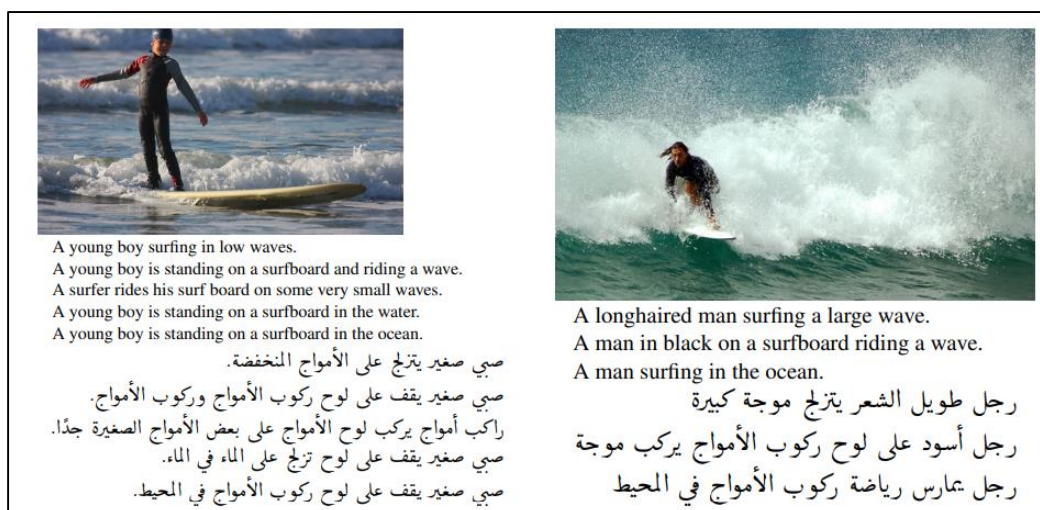 A young boy surfing in low waves.
A young boy is standing on a surfboard and riding a wave.
A surfer rides his surf board on some very small waves.
A young boy is standing on a surfboard in the water.
A young boy is standing on a surfboard in the ocean.
صبي صغير يتزلج على الأمواج المنخفضة.
صبي صغير يقف على لوح ركوب الأمواج وركوب الأمواج.
راكب أمواج يركب لوح الأمواج على بعض الأمواج الصغيرة جدًا.
صبي صغير يقف على لوح تزلج على الماء في الماء.
صبي صغير يقف على لوح ركوب الأمواج في المحيط.
A longhaired man surfing a large wave.
A man in black on a surfboard riding a wave.
A man surfing in the ocean.
رجل طويل الشعر يتزلج موجة كبيرة
رجل أسود على لوح ركوب الأمواج يركب موجة
رجل يمارس رياضة ركوب الأمواج في المحيط